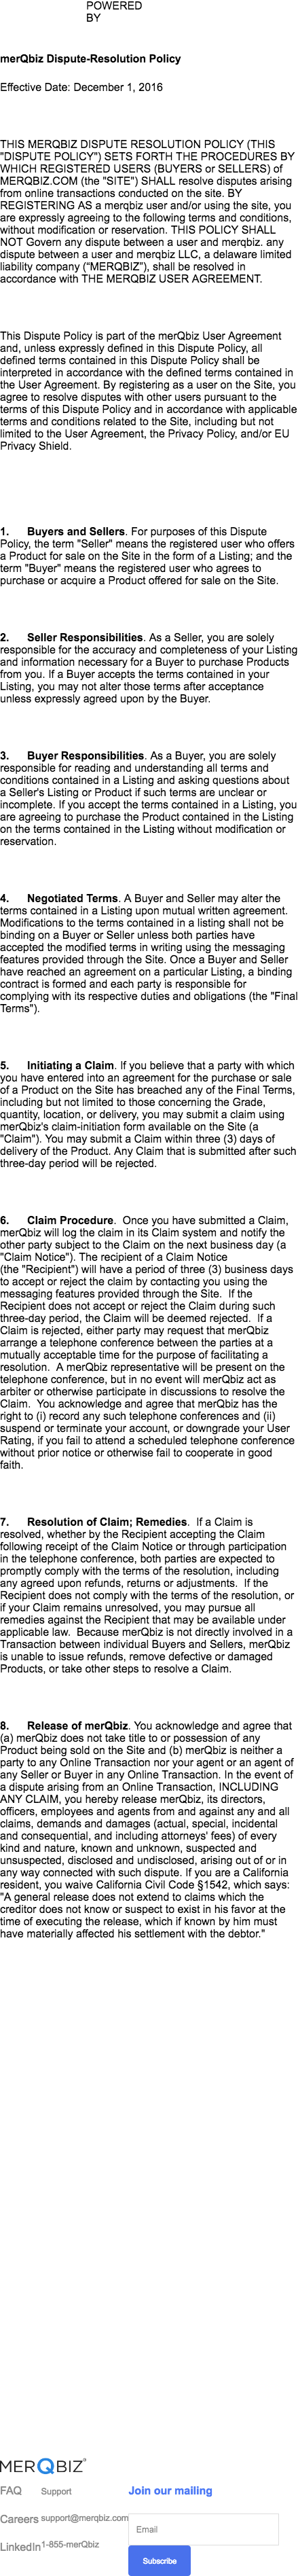 POWERED
BY
merQbiz Dispute-Resolution Policy
Effective Date: December 1, 2016
THIS MERQBIZ DISPUTE RESOLUTION POLICY (THIS
"DISPUTE POLICY") SETS FORTH THE PROCEDURES BY
WHICH REGISTERED USERS (BUYERS or SELLERS) of
MERQBIZ.COM (the "SITE") SHALL resolve disputes arising
from online transactions conducted on the site. BY
REGISTERING AS a merqbiz user and/or using the site, you
are expressly agreeing to the following terms and conditions,
without modification or reservation. THIS POLICY SHALL
NOT Govern any dispute between a user and merqbiz. any
dispute between a user and merqbiz LLC, a delaware limited
liability company ("MERQBIZ"), shall be resolved in
accordance with THE MERQBIZ USER AGREEMENT.
This Dispute Policy is part of the merQbiz User Agreement
and, unless expressly defined in this Dispute Policy, all
defined terms contained in this Dispute Policy shall be
interpreted in accordance with the defined terms contained in
the User Agreement. By registering as a user on the Site, you
agree to resolve disputes with other users pursuant to the
terms of this Dispute Policy and in accordance with applicable
terms and conditions related to the Site, including but not
limited to the User Agreement, the Privacy Policy, and/or EU
Privacy Shield.
1. Buyers and Sellers. For purposes of this Dispute
Policy, the term "Seller" means the registered user who offers
a Product for sale on the Site in the form of a Listing; and the
term "Buyer" means the registered user who agrees to
purchase or acquire a Product offered for sale on the Site.
2. Seller Responsibilities. As a Seller, you are solely
responsible for the accuracy and completeness of your Listing
and information necessary for a Buyer to purchase Products
from you. If a Buyer accepts the terms contained in your
Listing, you may not alter those terms after acceptance
unless expressly agreed upon by the Buyer.
3. Buyer Responsibilities. As a Buyer, you are solely
responsible for reading and understanding all terms and
conditions contained in a Listing and asking questions about
a Seller's Listing or Product if such terms are unclear or
incomplete. If you accept the terms contained in a Listing, you
are agreeing to purchase the Product contained in the Listing
on the terms contained in the Listing without modification or
reservation.
4. Negotiated Terms. A Buyer and Seller may alter the
terms contained in a Listing upon mutual written agreement.
Modifications to the terms contained in a listing shall not be
binding on a Buyer or Seller unless both parties have
accepted the modified terms in writing using the messaging
features provided through the Site. Once a Buyer and Seller
have reached an agreement on a particular Listing, a binding
contract is formed and each party is responsible for
complying with its respective duties and obligations (the "Final
Terms").
5. Initiating a Claim. If you believe that a party with which
you have entered into an agreement for the purchase or sale
of a Product on the Site has breached any of the Final Terms,
including but not limited to those concerning the Grade,
quantity, location, or delivery, you may submit a claim using
merQbiz's claim-initiation form available on the Site (a
"Claim"). You may submit a Claim within three (3) days of
delivery of the Product. Any Claim that is submitted after such
three-day period will be rejected.
6. Claim Procedure. Once you have submitted a Claim,
merQbiz will log the claim in its Claim system and notify the
other party subject to the Claim on the next business day (a
"Claim Notice"). The recipient of a Claim Notice
(the "Recipient") will have a period of three (3) business days
to accept or reject the claim by contacting you using the
messaging features provided through the Site. If the
Recipient does not accept or reject the Claim during such
three-day period, the Claim will be deemed rejected. If a
Claim is rejected, either party may request that merQbiz
arrange a telephone conference between the parties at a
mutually acceptable time for the purpose of facilitating a
resolution. A merQbiz representative will be present on the
telephone conference, but in no event will merQbiz act as
arbiter or otherwise participate in discussions to resolve the
Claim. You acknowledge and agree that merQbiz has the
right to (i) record any such telephone conferences and (ii)
suspend or terminate your account, or downgrade your User
Rating, if you fail to attend a scheduled telephone conference
without prior notice or otherwise fail to cooperate in good
faith.
7. Resolution of Claim; Remedies. If a Claim is
resolved, whether by the Recipient accepting the Claim
following receipt of the Claim Notice or through participation
in the telephone conference, both parties are expected to
promptly comply with the terms of the resolution, including
any agreed upon refunds, returns or adjustments. If the
Recipient does not comply with the terms of the resolution, or
if your Claim remains unresolved, you may pursue all
remedies against the Recipient that may be available under
applicable law. Because merQbiz is not directly involved in a
Transaction between individual Buyers and Sellers, merQbiz
is unable to issue refunds, remove defective or damaged
Products, or take other steps to resolve a Claim.
8. Release of merQbiz. You acknowledge and agree that
(a) merQbiz does not take title to or possession of any
Product being sold on the Site and (b) merQbiz is neither a
party to any Online Transaction nor your agent or an agent of
any Seller or Buyer in any Online Transaction. In the event of
a dispute arising from an Online Transaction, INCLUDING
ANY CLAIM, you hereby release merQbiz, its directors,
officers, employees and agents from and against any and all
claims, demands and damages (actual, special, incidental
and consequential, and including attorneys' fees) of every
kind and nature, known and unknown, suspected and
unsuspected, disclosed and undisclosed, arising out of or in
any way connected with such dispute. If you are a California
resident, you waive California Civil Code §1542, which says:
"A general release does not extend to claims which the
creditor does not know or suspect to exist in his favor at the
time of executing the release, which if known by him must
have materially affected his settlement with the debtor."
MERQBIZ®
FAQ Support Join our mailing
Careers support@merqbiz.com
Email
LinkedIn 1-855-merQbiz
Subscribe